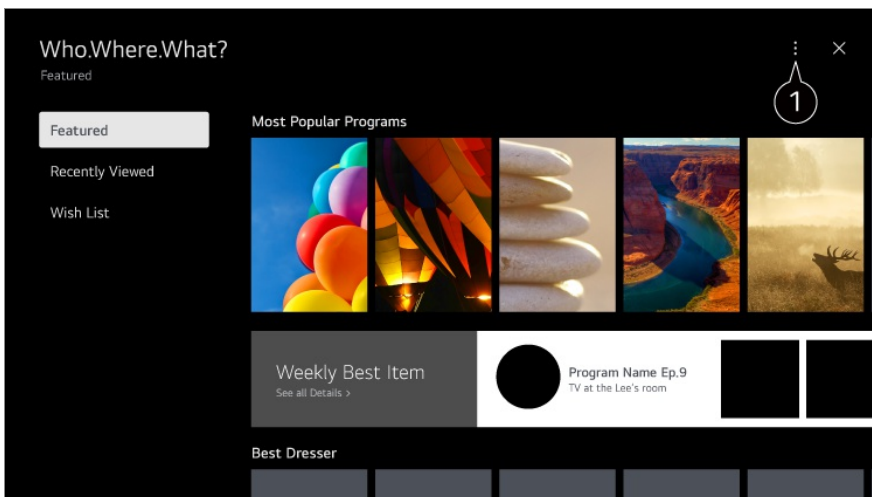 Who.Where.What?
Featured
1
Featured
Recently Viewed
Wish List
Most Popular Programs
Weekly Best Item
See all Details >
Program Name Ep.9
TV at the Lee's room
Best Dresser